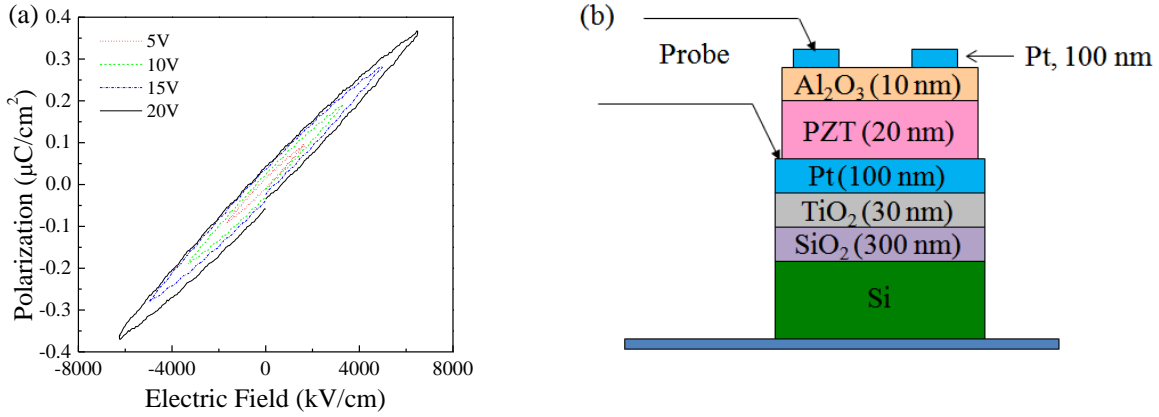 (a)
0.4
0.3
0.2
0.1
0.0
-0.1
-0.2
-0.3
-0.4
-8000 -4000 0 4000 8000
Polarization (μC/cm²)
Electric Field (kV/cm)
5V
10V
15V
20V
(b)
Probe
Pt, 100 nm
Al₂O₃ (10 nm)
PZT (20 nm)
Pt (100 nm)
TiO₂ (30 nm)
SiO₂ (300 nm)
Si